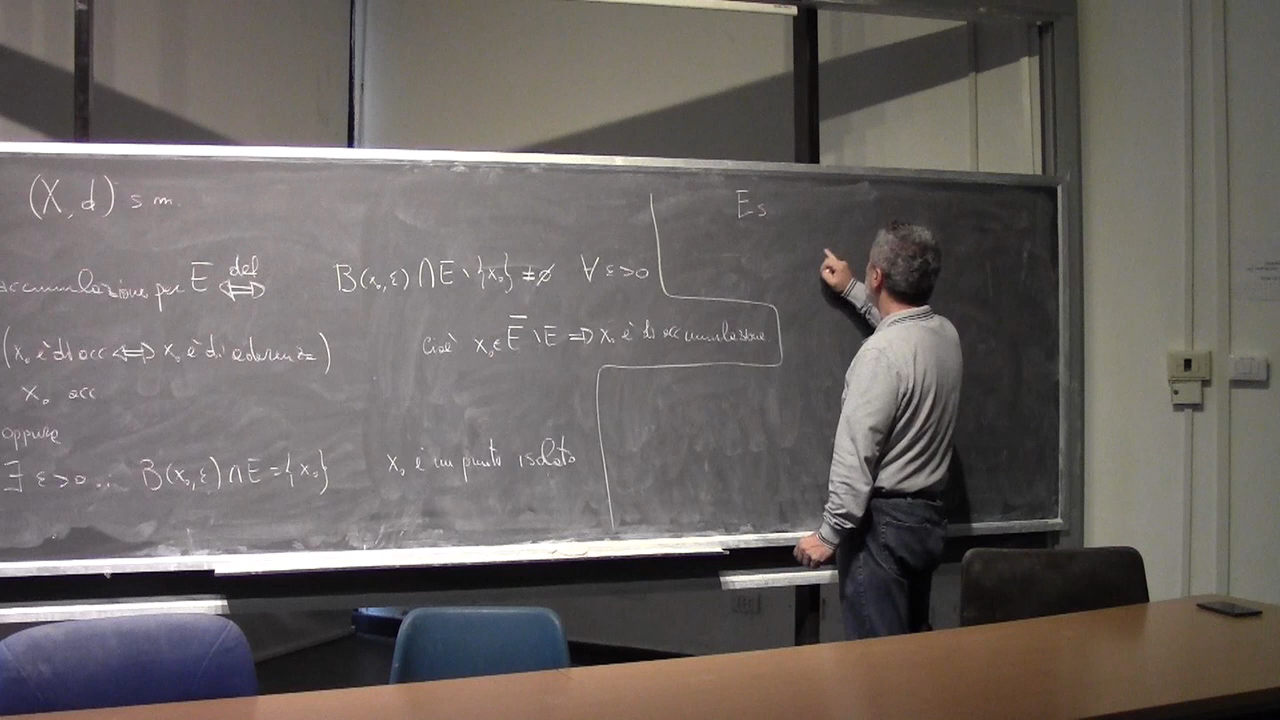 (X, d) s m.
accumulazione per E ⇔ def B(x₀, ε) ∩ E \ {x₀} ≠ ∅ ∀ ε>0
cioè x₀ ∈ E̅ \ E ⇒ x₀ è di accumulazione
(x₀ è di acc ⇔ x₀ è di aderenza)
x₀ acc
oppure
∃ ε>0 : B(x₀, ε) ∩ E = {x₀} x₀ è un punto isolato
Es